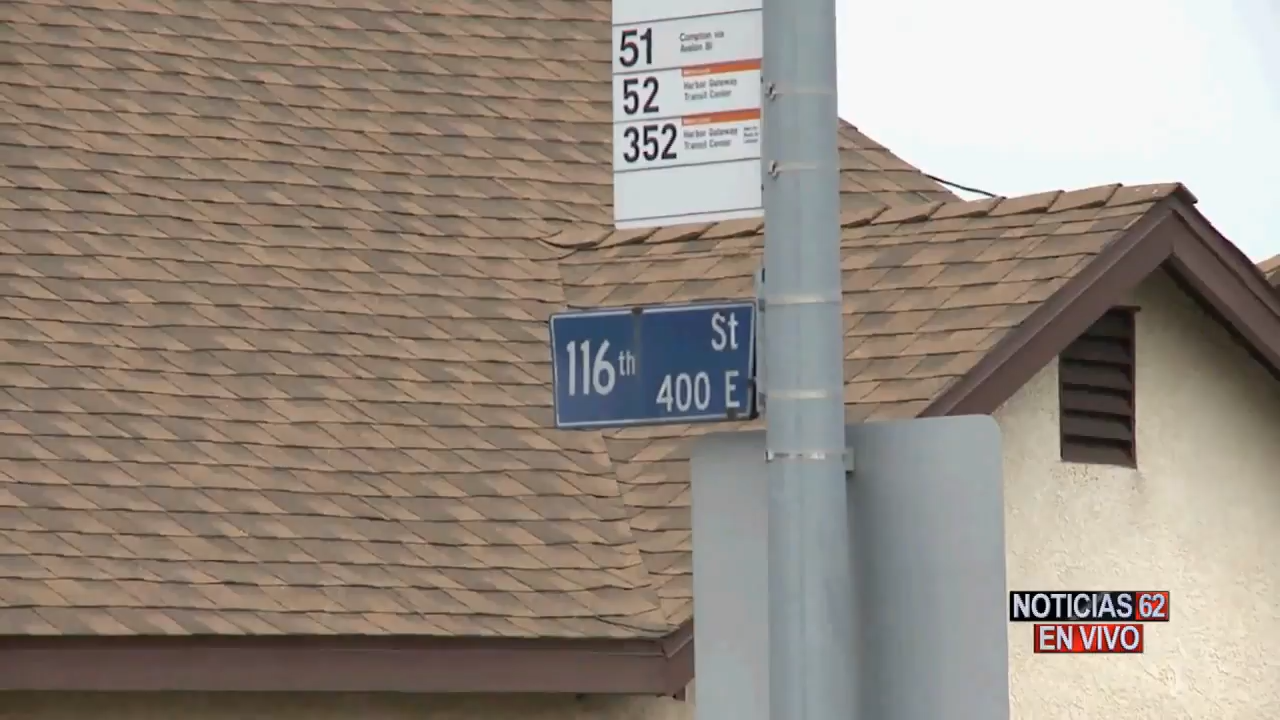 51 Compton via
Avalon Bl
52 Harbor Gateway
Transit Center
352 Harbor Gateway
Transit Center
116th St
400 E
NOTICIAS 62
EN VIVO